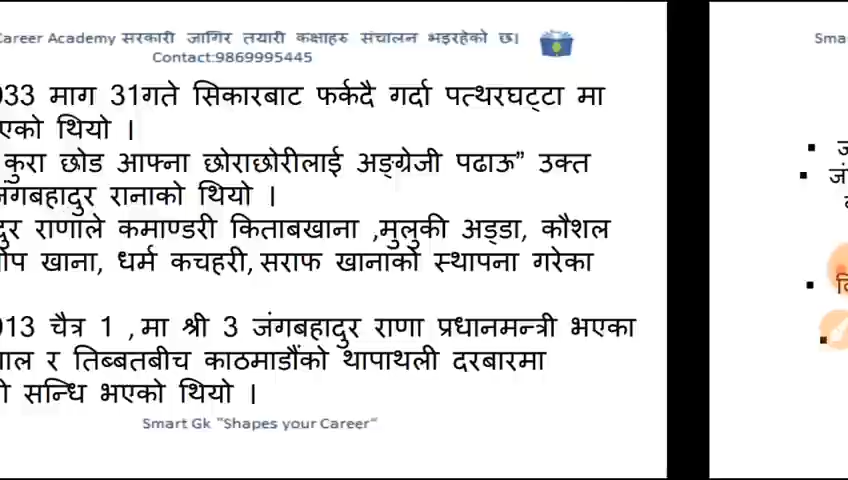 Career Academy सरकारी जागिर तयारी कक्षाहरु संचालन भइरहेको छ।
Contact:9869995445
033 माग 31गते सिकारबाट फर्कदै गर्दा पत्थरघट्टा मा
एको थियो ।
कुरा छोड आफ्ना छोराछोरीलाई अङ्ग्रेजी पढाऊ” उक्त
जंगबहादुर रानाको थियो ।
राणाले कमाण्डरी किताबखाना ,मुलुकी अड्डा, कौशल
खाना, धर्म कचहरी, सराफ खानाको स्थापना गरेका
013 चैत्र 1 ,मा श्री 3 जंगबहादुर राणा प्रधानमन्त्री भएका
र तिब्बतबीच काठमाडौंको थापाथली दरबारमा
सन्धि भएको थियो ।
Smart Gk "Shapes your Career"